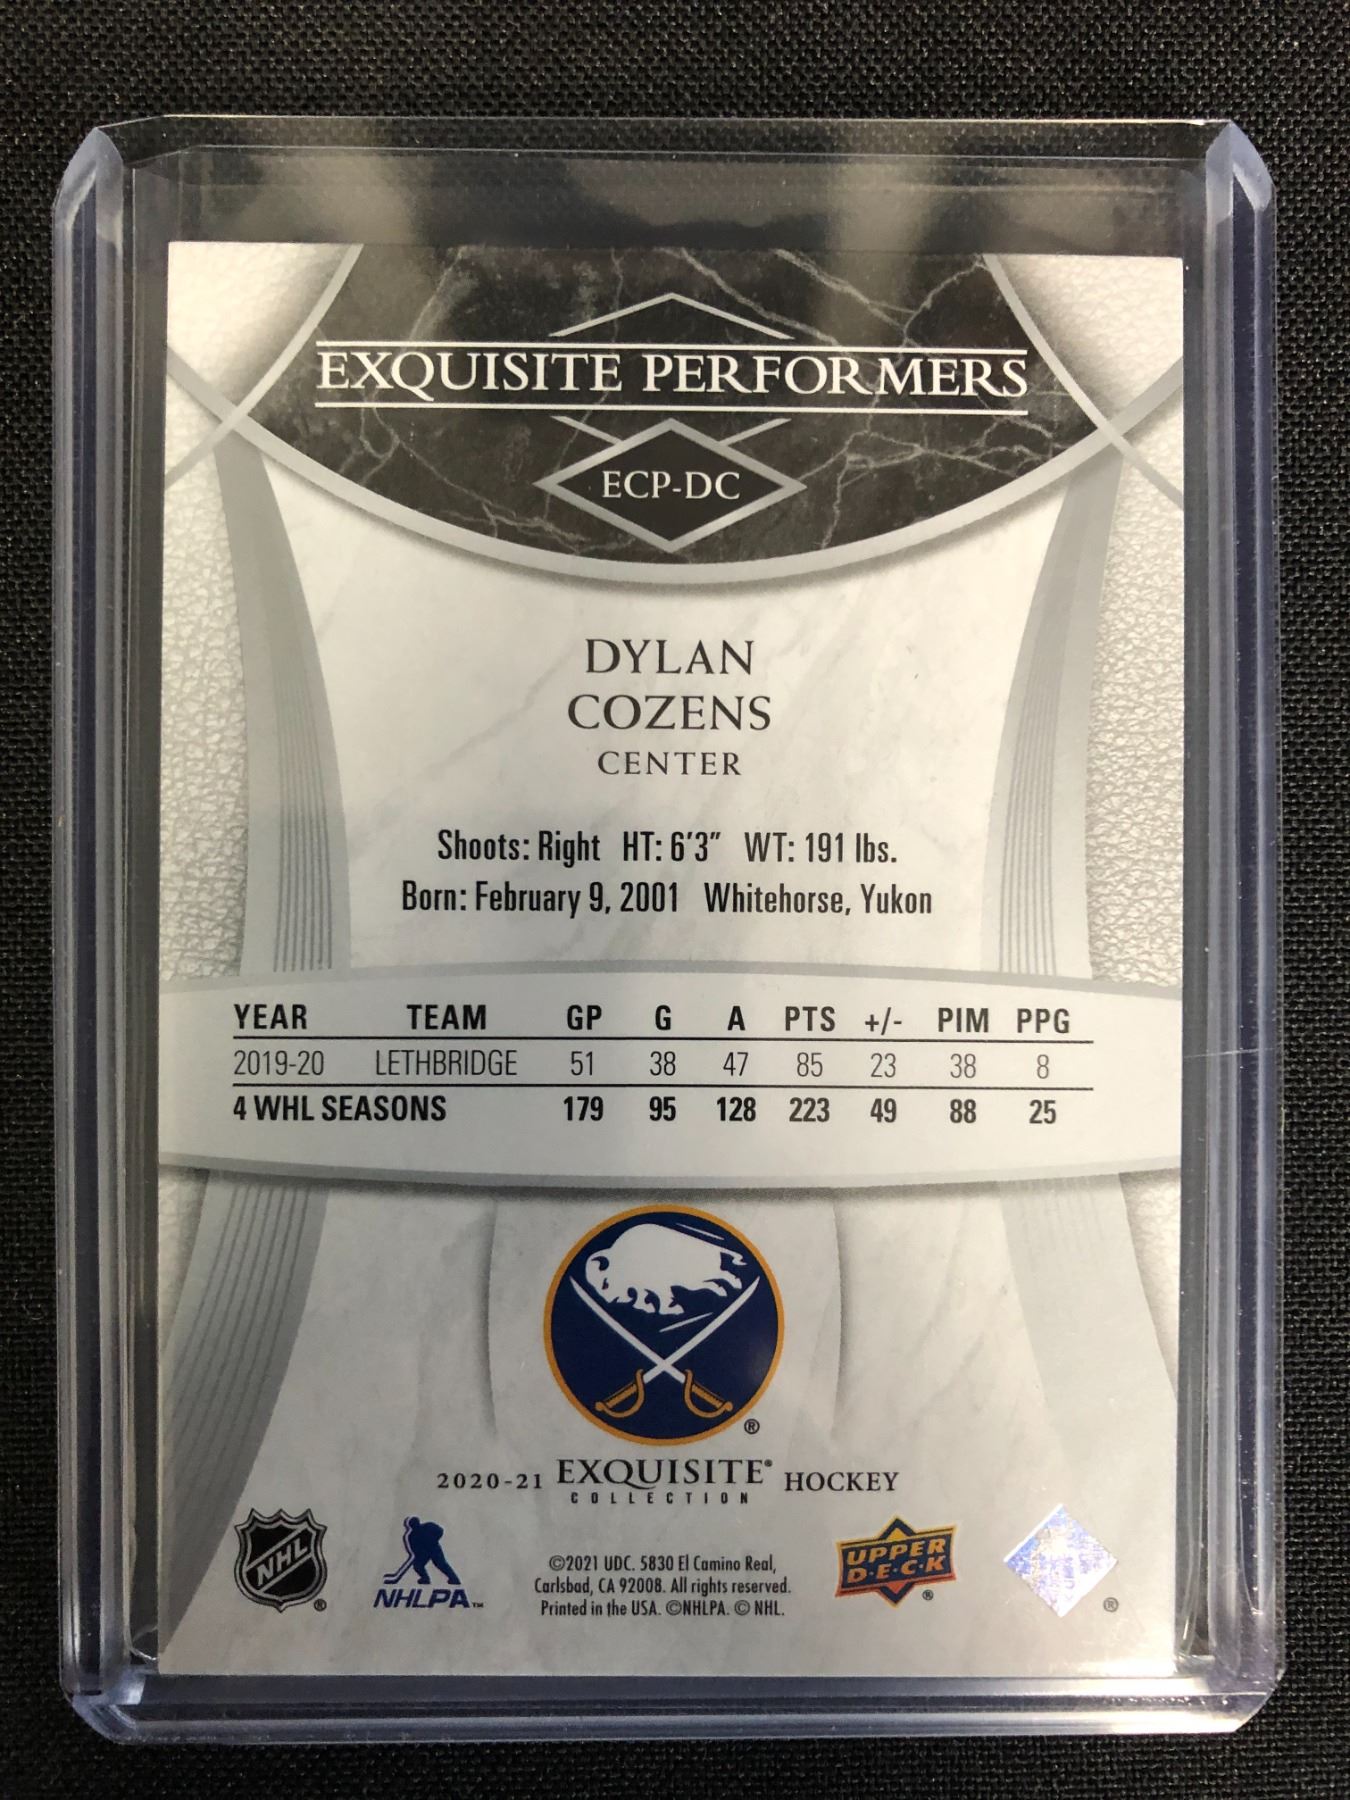 EXQUISITE PERFORMERS
ECP-DC
DYLAN
COZENS
CENTER
Shoots: Right HT: 6'3" WT: 191 lbs.
Born: February 9, 2001 Whitehorse, Yukon
YEAR TEAM GP G A PTS +/- PIM PPG
2019-20 LETHBRIDGE 51 38 47 85 23 38 8
4 WHL SEASONS 179 95 128 223 49 88 25
®
2020-21 EXQUISITE® HOCKEY
COLLECTION
NHL ®
NHLPA™
©2021 UDC. 5830 El Camino Real,
Carlsbad, CA 92008. All rights reserved.
Printed in the USA. ©NHLPA. © NHL.
UPPER
D·E·C·K ®
®